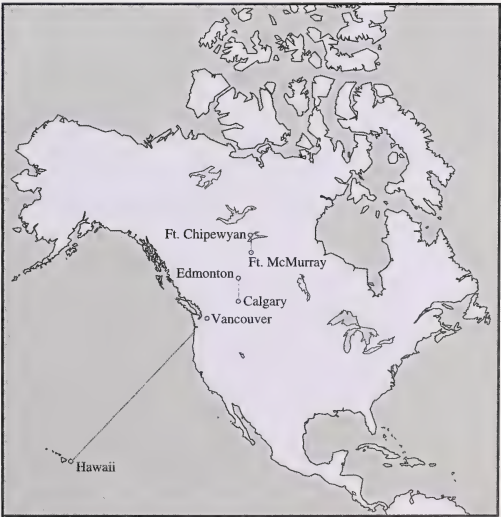 Ft. Chipewyan
Ft. McMurray
Edmonton
Calgary
Vancouver
Hawaii